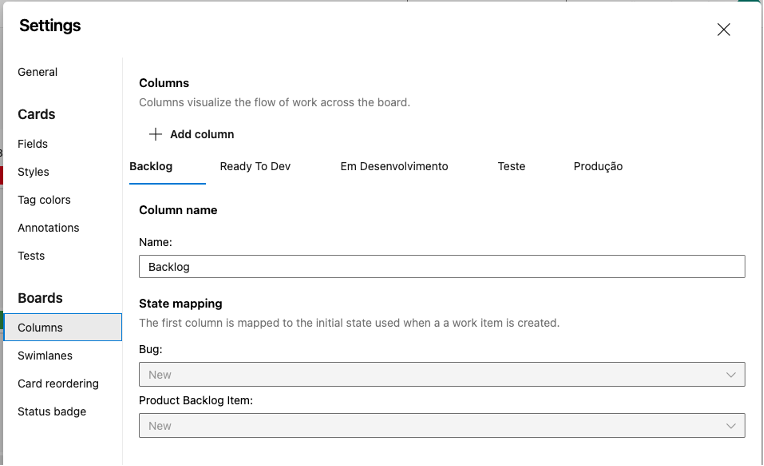 Settings
General
Cards
Fields
Styles
Tag colors
Annotations
Tests
Boards
Columns
Swimlanes
Card reordering
Status badge
Columns
Columns visualize the flow of work across the board.
Add column
Backlog Ready To Dev Em Desenvolvimento Teste Produção
Column name
Name:
Backlog
State mapping
The first column is mapped to the initial state used when a a work item is created.
Bug:
New
Product Backlog Item:
New